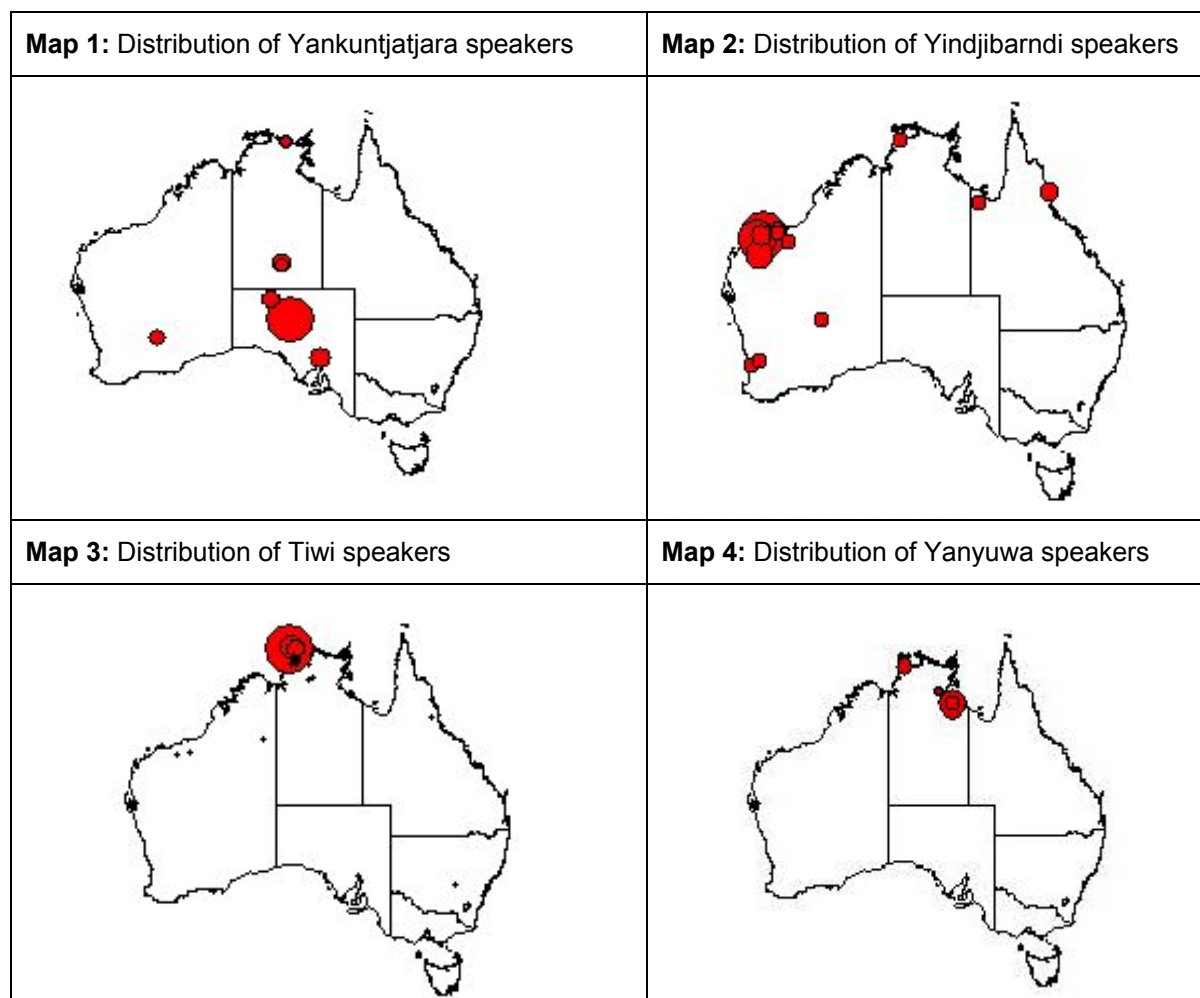 Map 1: Distribution of Yankuntjatjara speakers
Map 2: Distribution of Yindjibarndi speakers
Map 3: Distribution of Tiwi speakers
Map 4: Distribution of Yanyuwa speakers